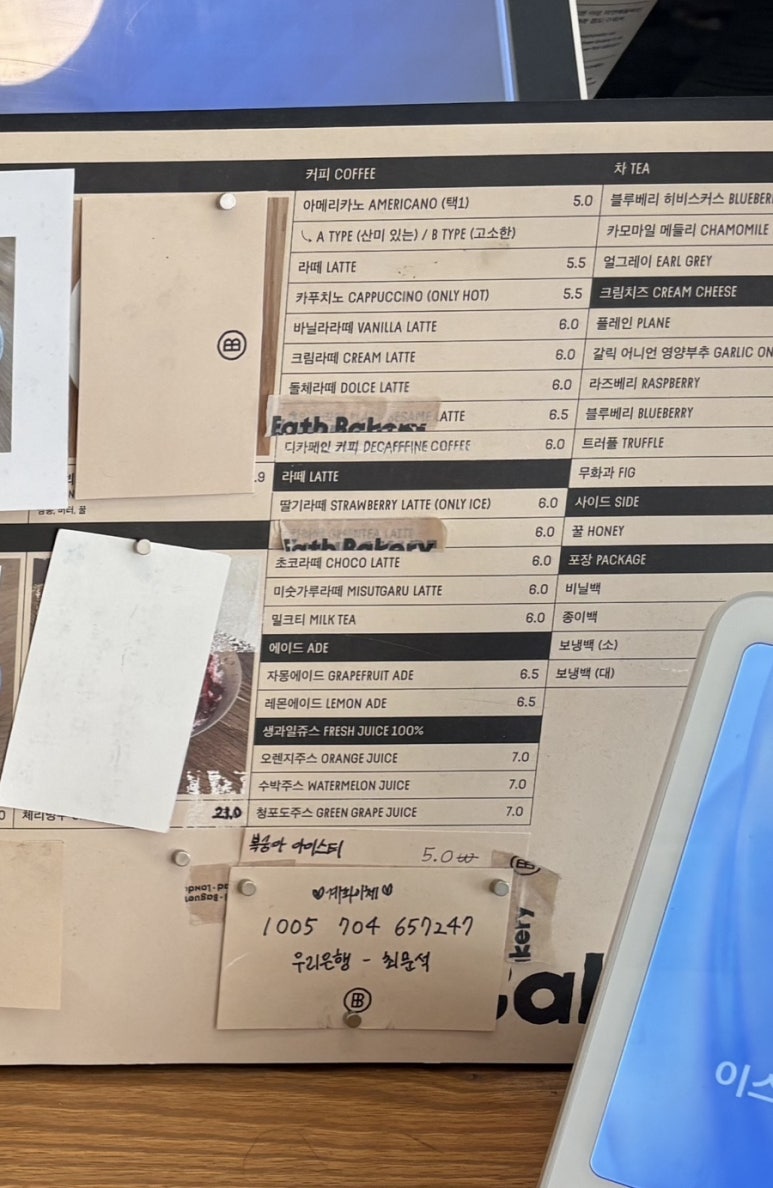 커피 COFFEE
아메리카노 AMERICANO (택1) 5.0
ㄴ A TYPE (산미 있는) / B TYPE (고소한)
라떼 LATTE 5.5
카푸치노 CAPPUCCINO (ONLY HOT) 5.5
바닐라라떼 VANILLA LATTE 6.0
크림라떼 CREAM LATTE 6.0
돌체라떼 DOLCE LATTE 6.0
SESAME LATTE 6.5
Bakery
디카페인 커피 DECAFFFINE COFFEE 6.0
라떼 LATTE
딸기라떼 STRAWBERRY LATTE (ONLY ICE) 6.0
LATTE 6.0
Bakery
초코라떼 CHOCO LATTE 6.0
미숫가루라떼 MISUTGARU LATTE 6.0
밀크티 MILK TEA 6.0
에이드 ADE
자몽에이드 GRAPEFRUIT ADE 6.5
레몬에이드 LEMON ADE 6.5
생과일쥬스 FRESH JUICE 100%
오렌지주스 ORANGE JUICE 7.0
수박주스 WATERMELON JUICE 7.0
청포도주스 GREEN GRAPE JUICE 7.0
복숭아 아이스티 5.0
차 TEA
블루베리 히비스커스 BLUEBER
카모마일 메들리 CHAMOMILE
얼그레이 EARL GREY
크림치즈 CREAM CHEESE
플레인 PLANE
갈릭 어니언 영양부추 GARLIC ON
라즈베리 RASPBERRY
블루베리 BLUEBERRY
트러플 TRUFFLE
무화과 FIG
사이드 SIDE
꿀 HONEY
포장 PACKAGE
비닐백
종이백
보냉백 (소)
보냉백 (대)
.9
꿀
23.0
♡계좌이체♡
1005 704 657247
우리은행 - 최문석
kery
이스